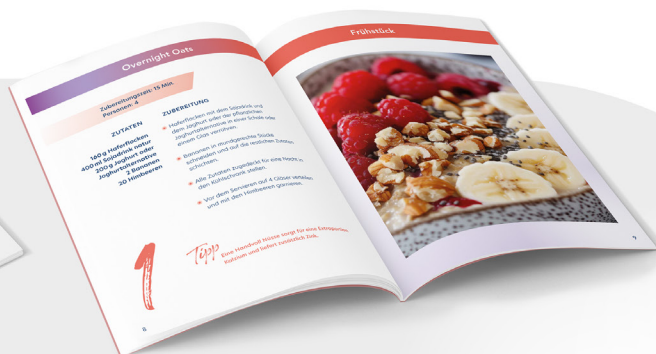 Overnight Oats
Zubereitungszeit: 15 Min.
Personen: 4
ZUTATEN
160 g Haferflocken
400 ml Sojadrink natur
200 g Joghurt oder
Joghurtalternative
2 Bananen
20 Himbeeren
ZUBEREITUNG
Haferflocken mit dem Sojadrink und
dem Joghurt oder der pflanzlichen
Joghurtalternative in einer Schale oder
einem Glas verrühren.
Bananen in mundgerechte Stücke
schneiden und auf die restlichen Zutaten
schichten.
Alle Zutaten zugedeckt für eine Nacht in
den Kühlschrank stellen.
Vor dem Servieren auf 4 Gläser verteilen
und mit den Himbeeren garnieren.
1
Tipp
Eine Handvoll Nüsse sorgt für eine Extraportion
Kalzium und liefert zusätzlich Zink.
8
Frühstück
9